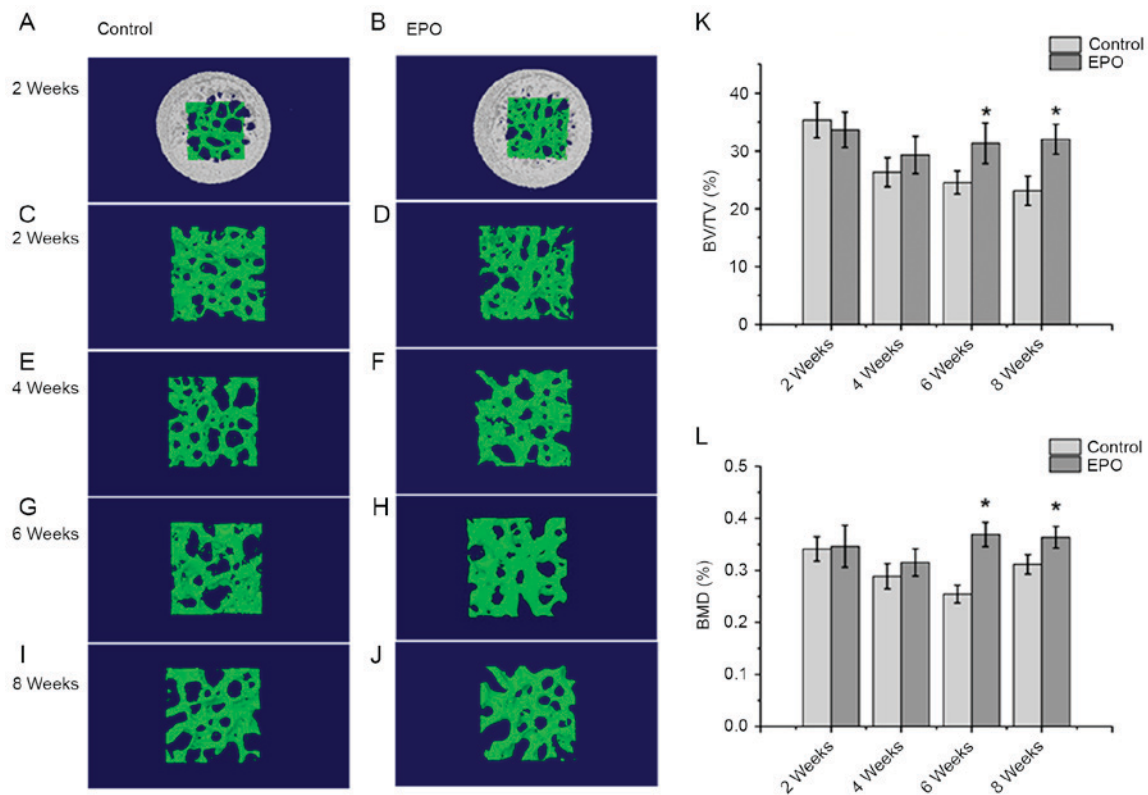 A
Control
B
EPO
2 Weeks
C
2 Weeks
D
E
4 Weeks
F
G
6 Weeks
H
I
8 Weeks
J
K
Control
EPO
BV/TV (%)
40
30
20
10
0
*
*
2 Weeks
4 Weeks
6 Weeks
8 Weeks
L
Control
EPO
BMD (%)
0.5
0.4
0.3
0.2
0.1
0.0
*
*
2 Weeks
4 Weeks
6 Weeks
8 Weeks